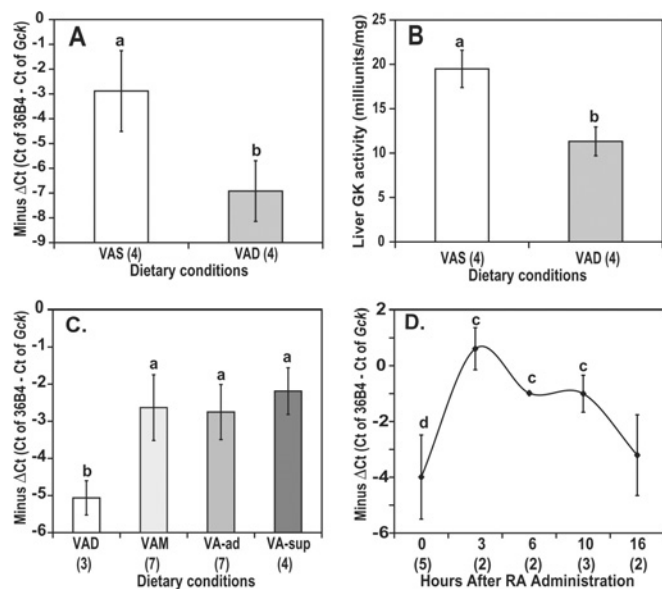 A
Minus ΔCt (Ct of 36B4 - Ct of Gck)
0
-1
-2
-3
-4
-5
-6
-7
-8
-9
a
b
VAS (4)
VAD (4)
Dietary conditions
B
Liver GK activity (milliunits/mg)
25
20
15
10
5
0
a
b
VAS (4)
VAD (4)
Dietary conditions
C.
Minus ΔCt (Ct of 36B4 - Ct of Gck)
0
-1
-2
-3
-4
-5
-6
b
a
a
a
VAD VAM VA-ad VA-sup
(3) (7) (7) (4)
Dietary conditions
D.
Minus ΔCt (Ct of 36B4 - Ct of Gck)
2
0
-2
-4
-6
d
c
c
c
0 3 6 10 16
(5) (2) (2) (3) (2)
Hours After RA Administration